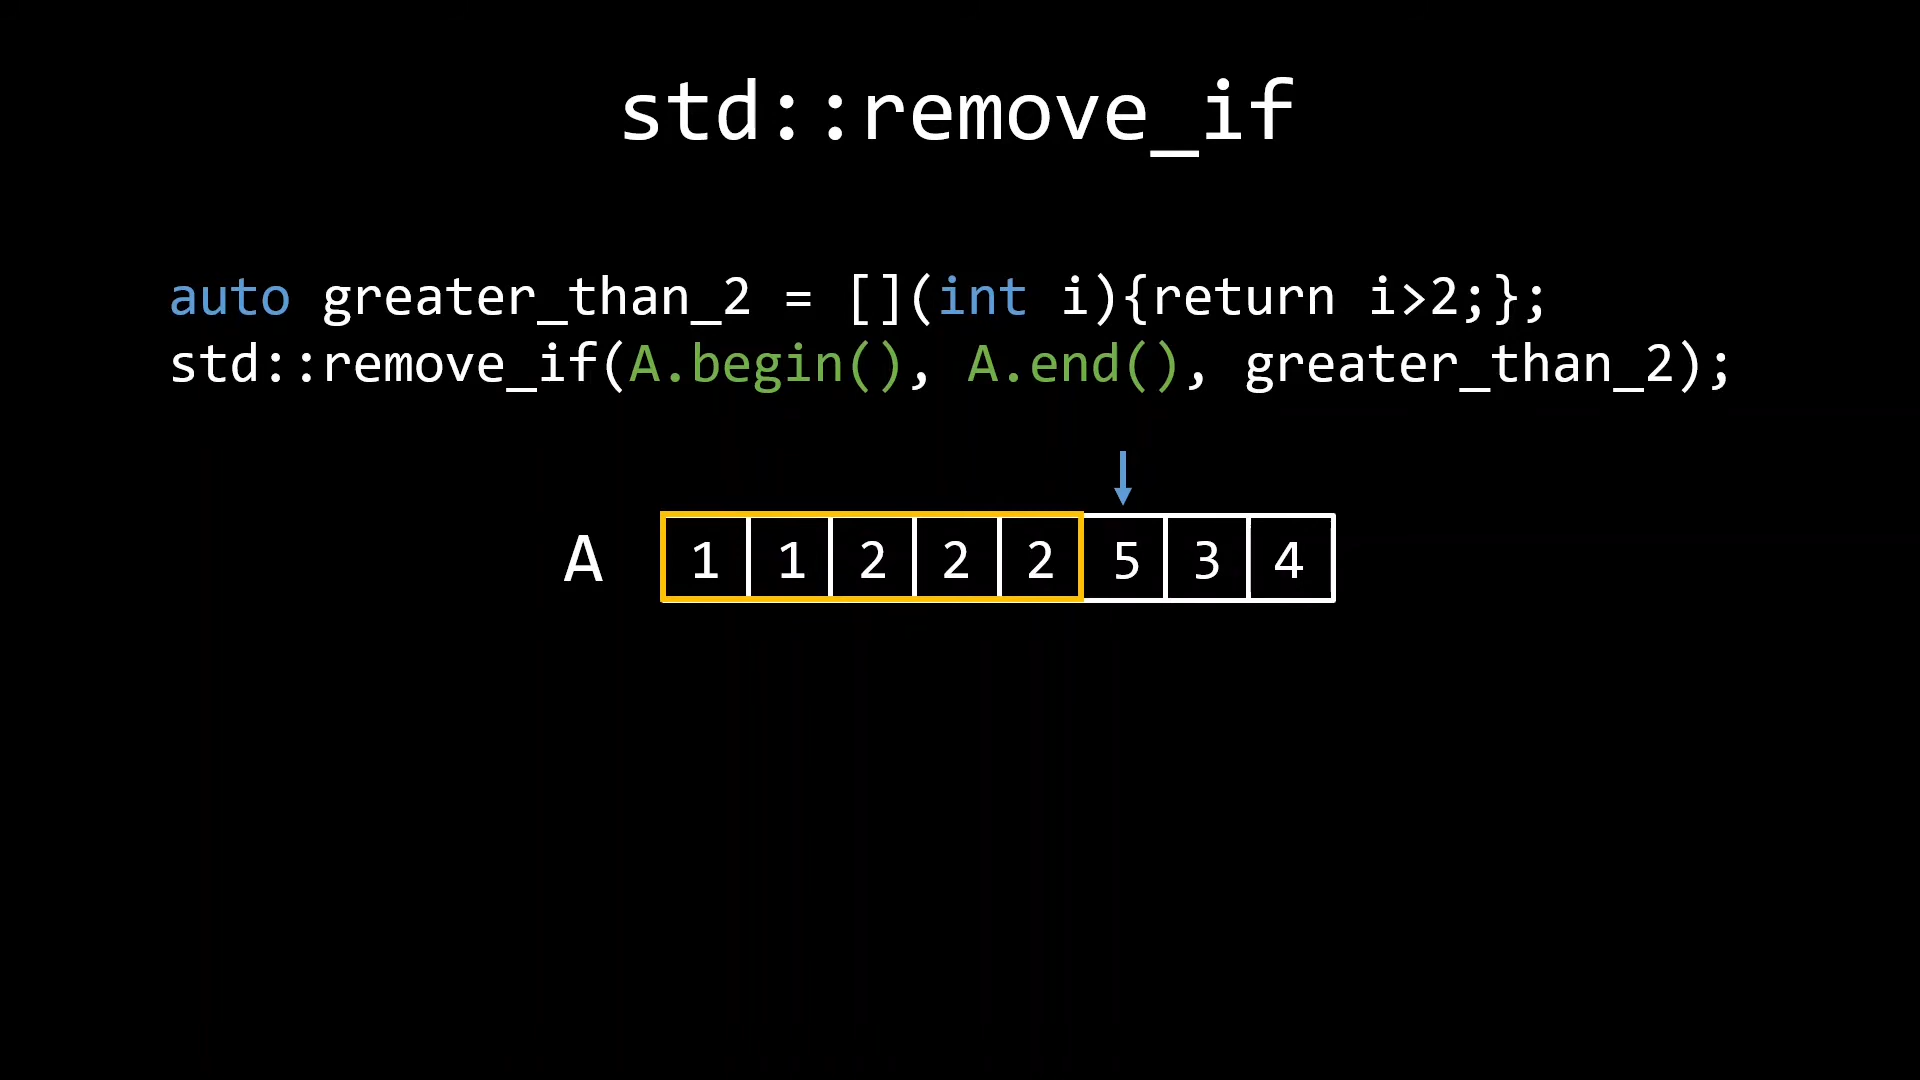 std::remove_if
auto greater_than_2 = [](int i){return i>2;};
std::remove_if(A.begin(), A.end(), greater_than_2);
A 1 1 2 2 2 5 3 4